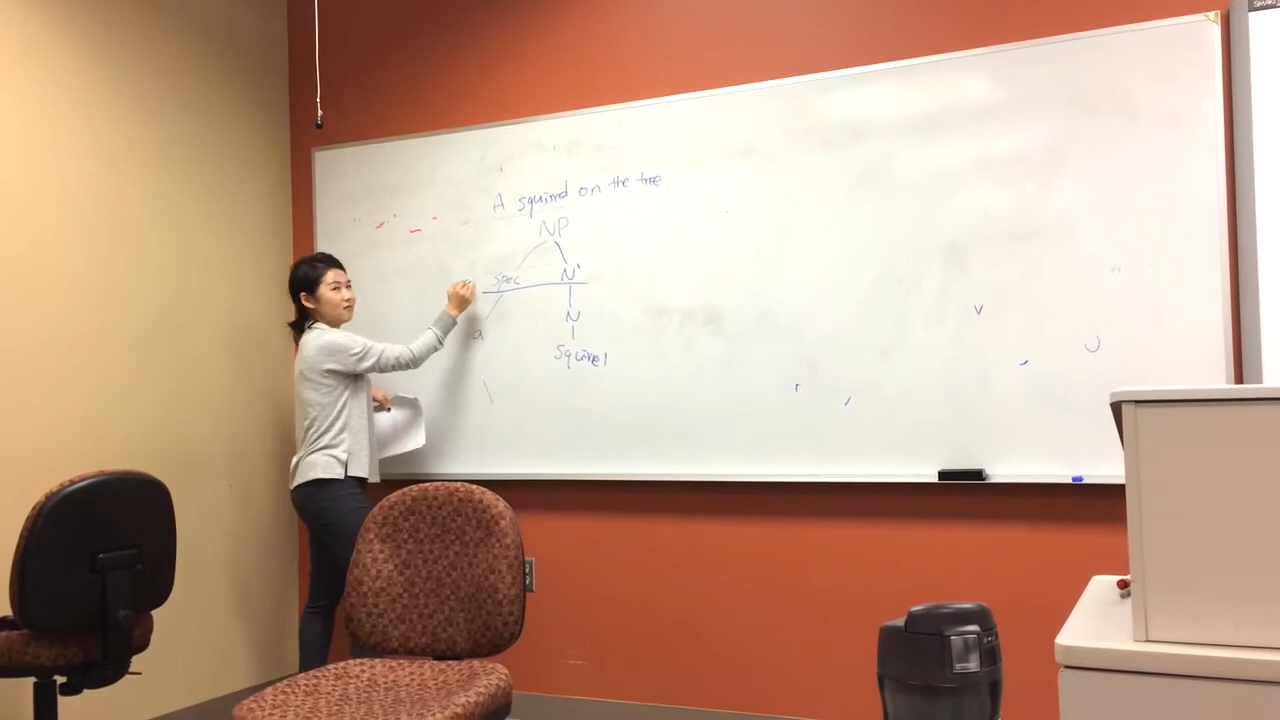 A squirrel on the tree.
NP
Spec N'
N
a
Squirrel